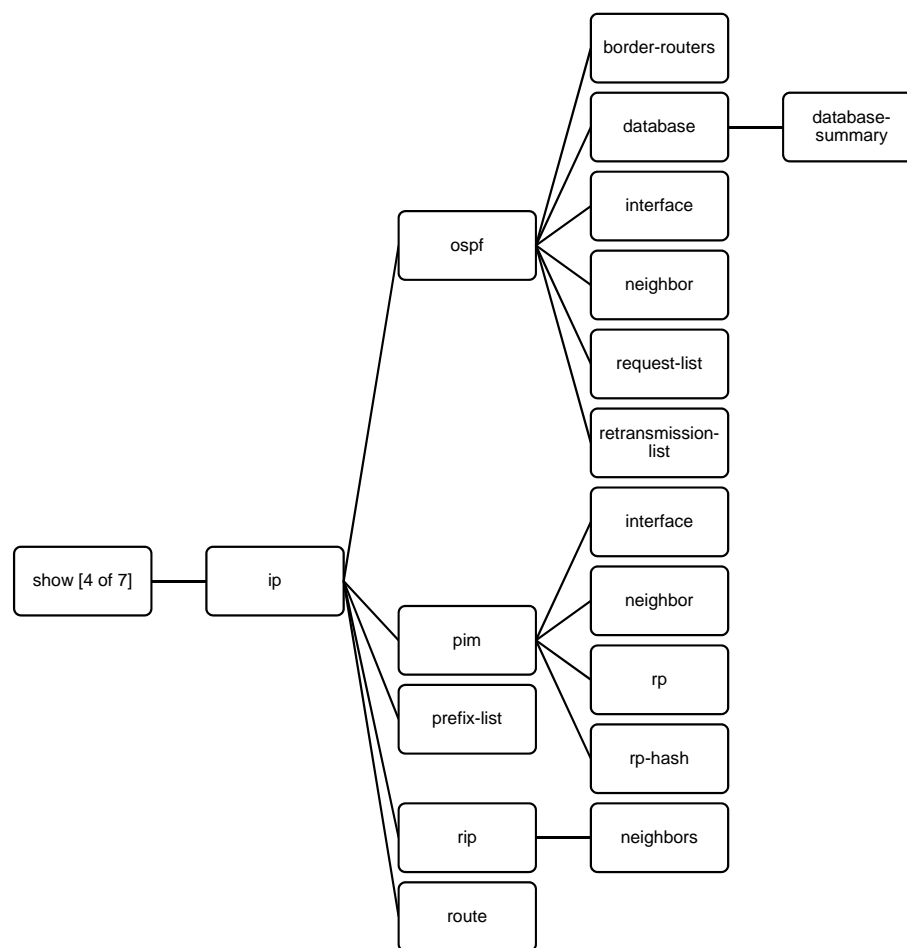 border-routers
database
database-
summary
interface
ospf
neighbor
request-list
retransmission-
list
interface
show [4 of 7]
ip
neighbor
pim
rp
prefix-list
rp-hash
rip
neighbors
route